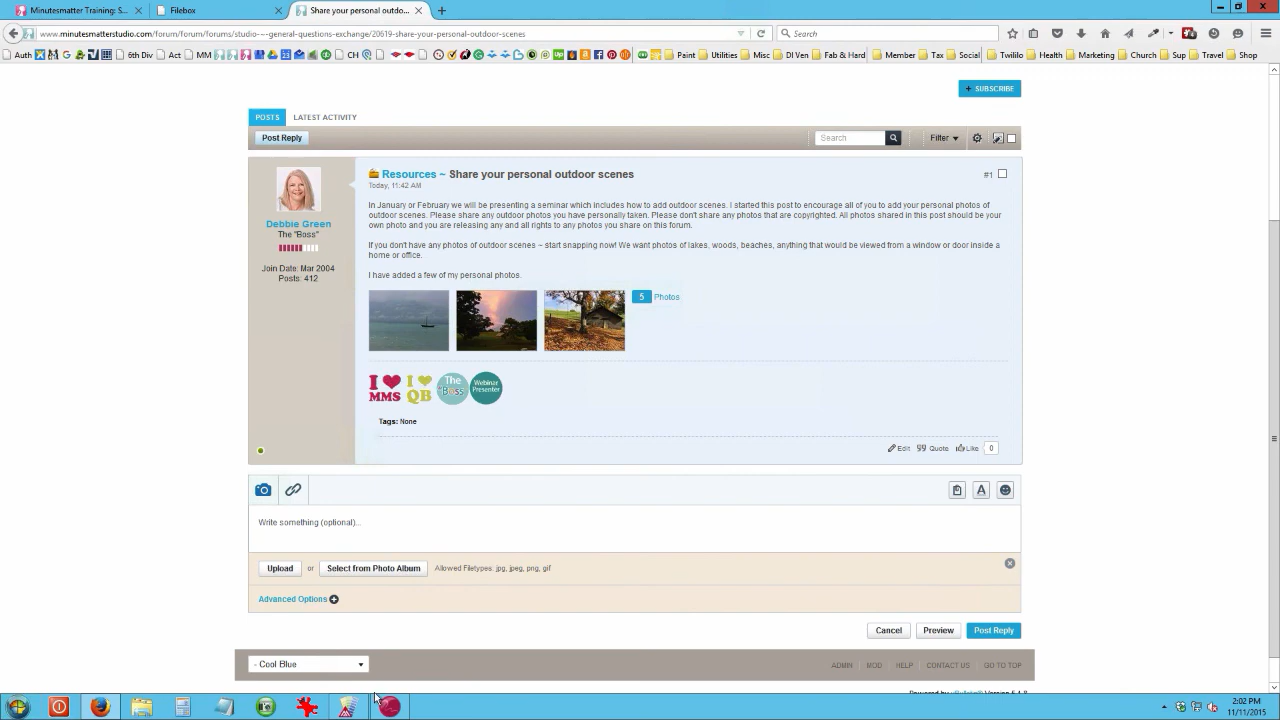 Minutesmatter Training: S...
Filebox
Share your personal outdo...
www.minutesmatterstudio.com/forum/forum/forums/studio-~-general-questions-exchange/20619-share-your-personal-outdoor-scenes
Search
Auth
6th Div
Act
MM
CH
Paint
Utilities
Misc
DI Ven
Fab & Hard
Member
Tax
Social
Twillo
Health
Marketing
Church
Sup
Travel
Shop
+ SUBSCRIBE
POSTS LATEST ACTIVITY
Post Reply
Search
Filter
Resources ~ Share your personal outdoor scenes
#1
Today, 11:42 AM
Debbie Green
The "Boss"
Join Date: Mar 2004
Posts: 412
In January or February we will be presenting a seminar which includes how to add outdoor scenes. I started this post to encourage all of you to add your personal photos of
outdoor scenes. Please share any outdoor photos you have personally taken. Please don't share any photos that are copyrighted. All photos shared in this post should be your
own photo and you are releasing any and all rights to any photos you share on this forum.
If you don't have any photos of outdoor scenes ~ start snapping now! We want photos of lakes, woods, beaches, anything that would be viewed from a window or door inside a
home or office.
I have added a few of my personal photos.
5 Photos
I MMS
I QB
The Boss
Webinar Presenter
Tags: None
Edit Quote Like 0
Write something (optional)...
Upload or Select from Photo Album Allowed Filetypes: jpg, jpeg, png, gif
Advanced Options
Cancel Preview Post Reply
- Cool Blue
ADMIN MOD HELP CONTACT US GO TO TOP
2:02 PM
11/11/2015